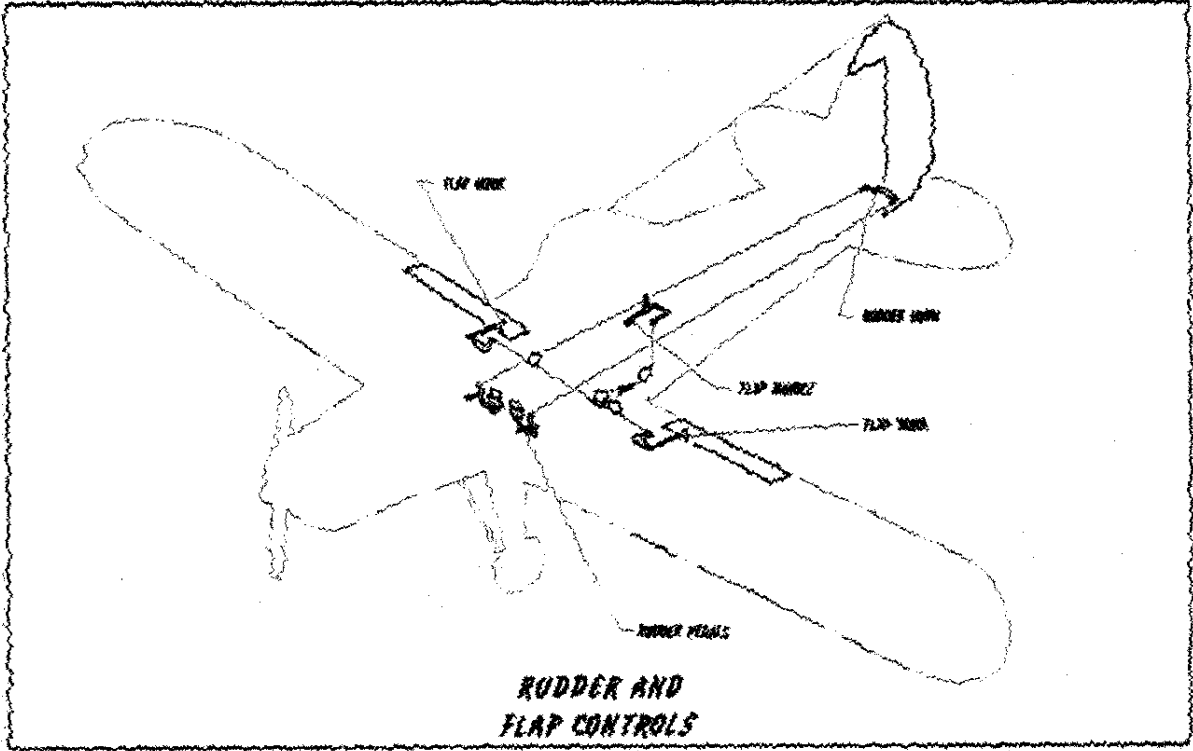 FLAP HORN
RUDDER HORN
FLAP HANDLE
FLAP HORN
RUDDER PEDALS
RUDDER AND
FLAP CONTROLS